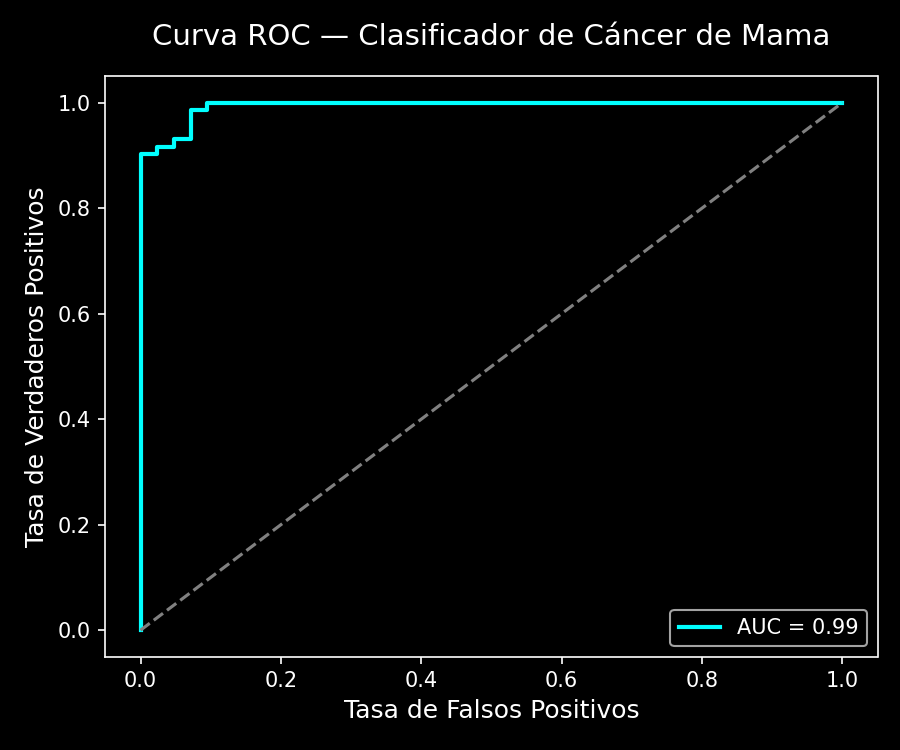 Curva ROC — Clasificador de Cáncer de Mama
Tasa de Verdaderos Positivos
1.0
0.8
0.6
0.4
0.2
0.0
AUC = 0.99
0.0 0.2 0.4 0.6 0.8 1.0
Tasa de Falsos Positivos